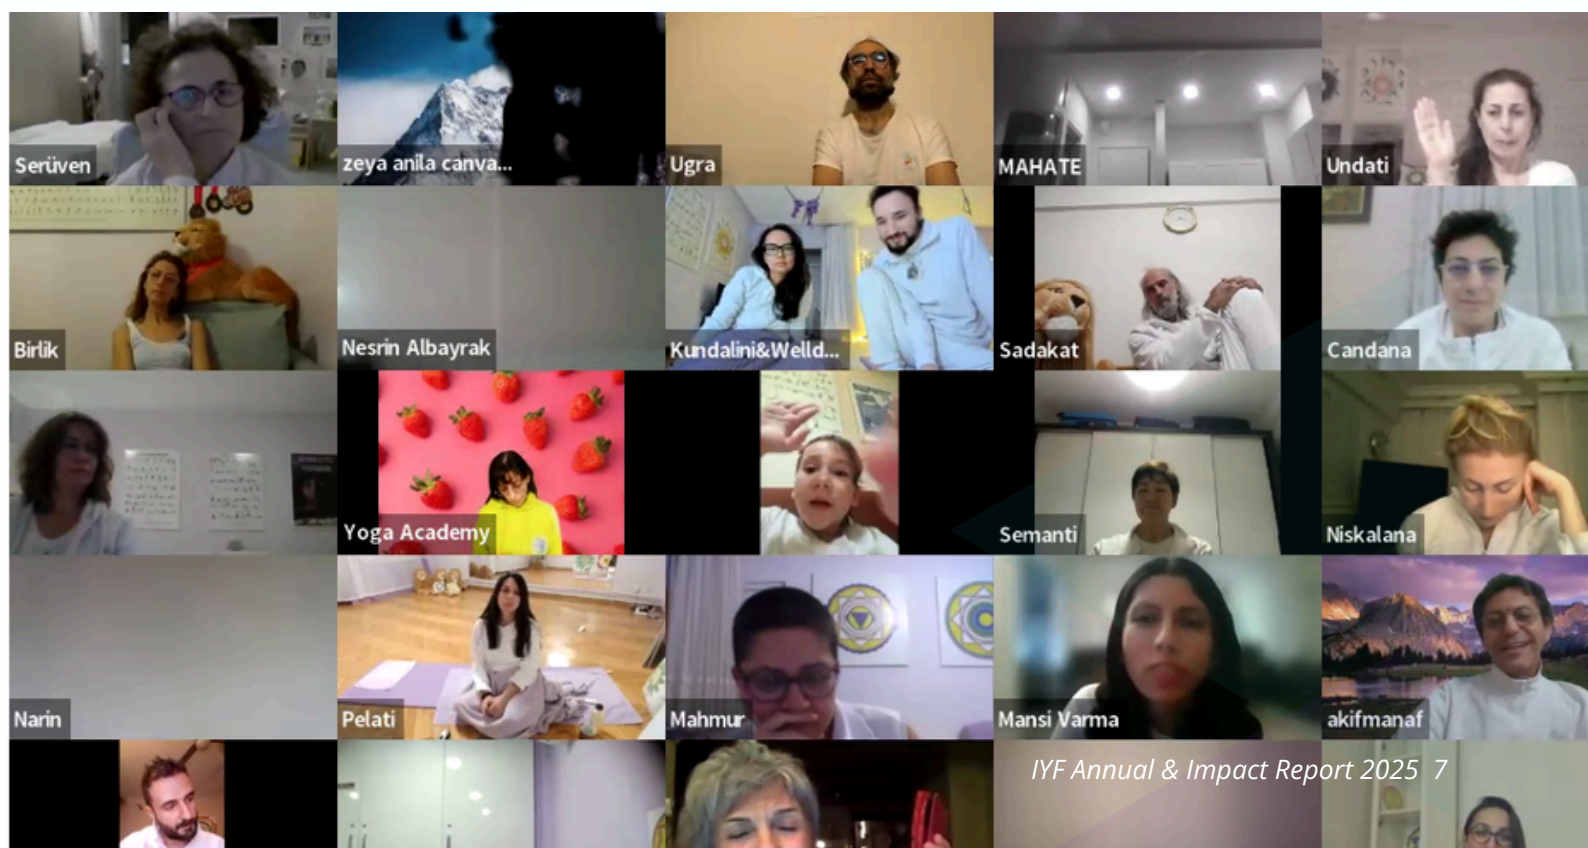 Serüven
zeya anila canva...
Ugra
MAHATE
Undati
Birlik
Nesrin Albayrak
Kundalini&Welld...
Sadakat
Candana
Yoga Academy
Semanti
Niskalana
Narin
Pelati
Mahmur
Mansi Varma
akifmanaf
IYF Annual & Impact Report 2025 7